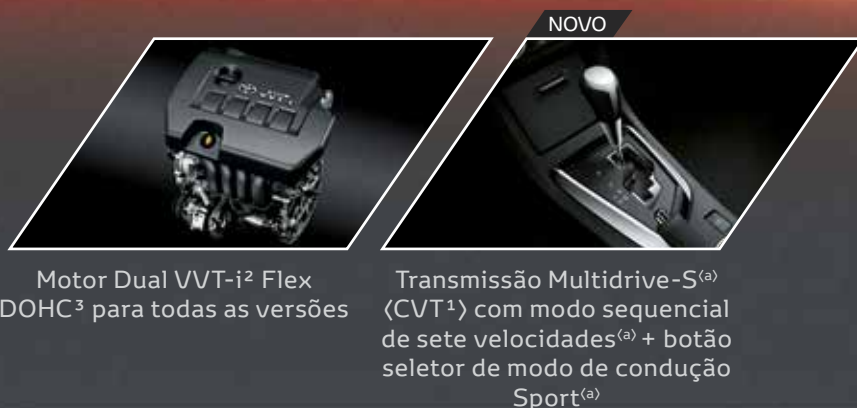 NOVO
Motor Dual VVT-i² Flex
DOHC³ para todas as versões
Transmissão Multidrive-S⁽ᵃ⁾
⟨CVT¹⟩ com modo sequencial
de sete velocidades⁽ᵃ⁾ + botão
seletor de modo de condução
Sport⁽ᵃ⁾